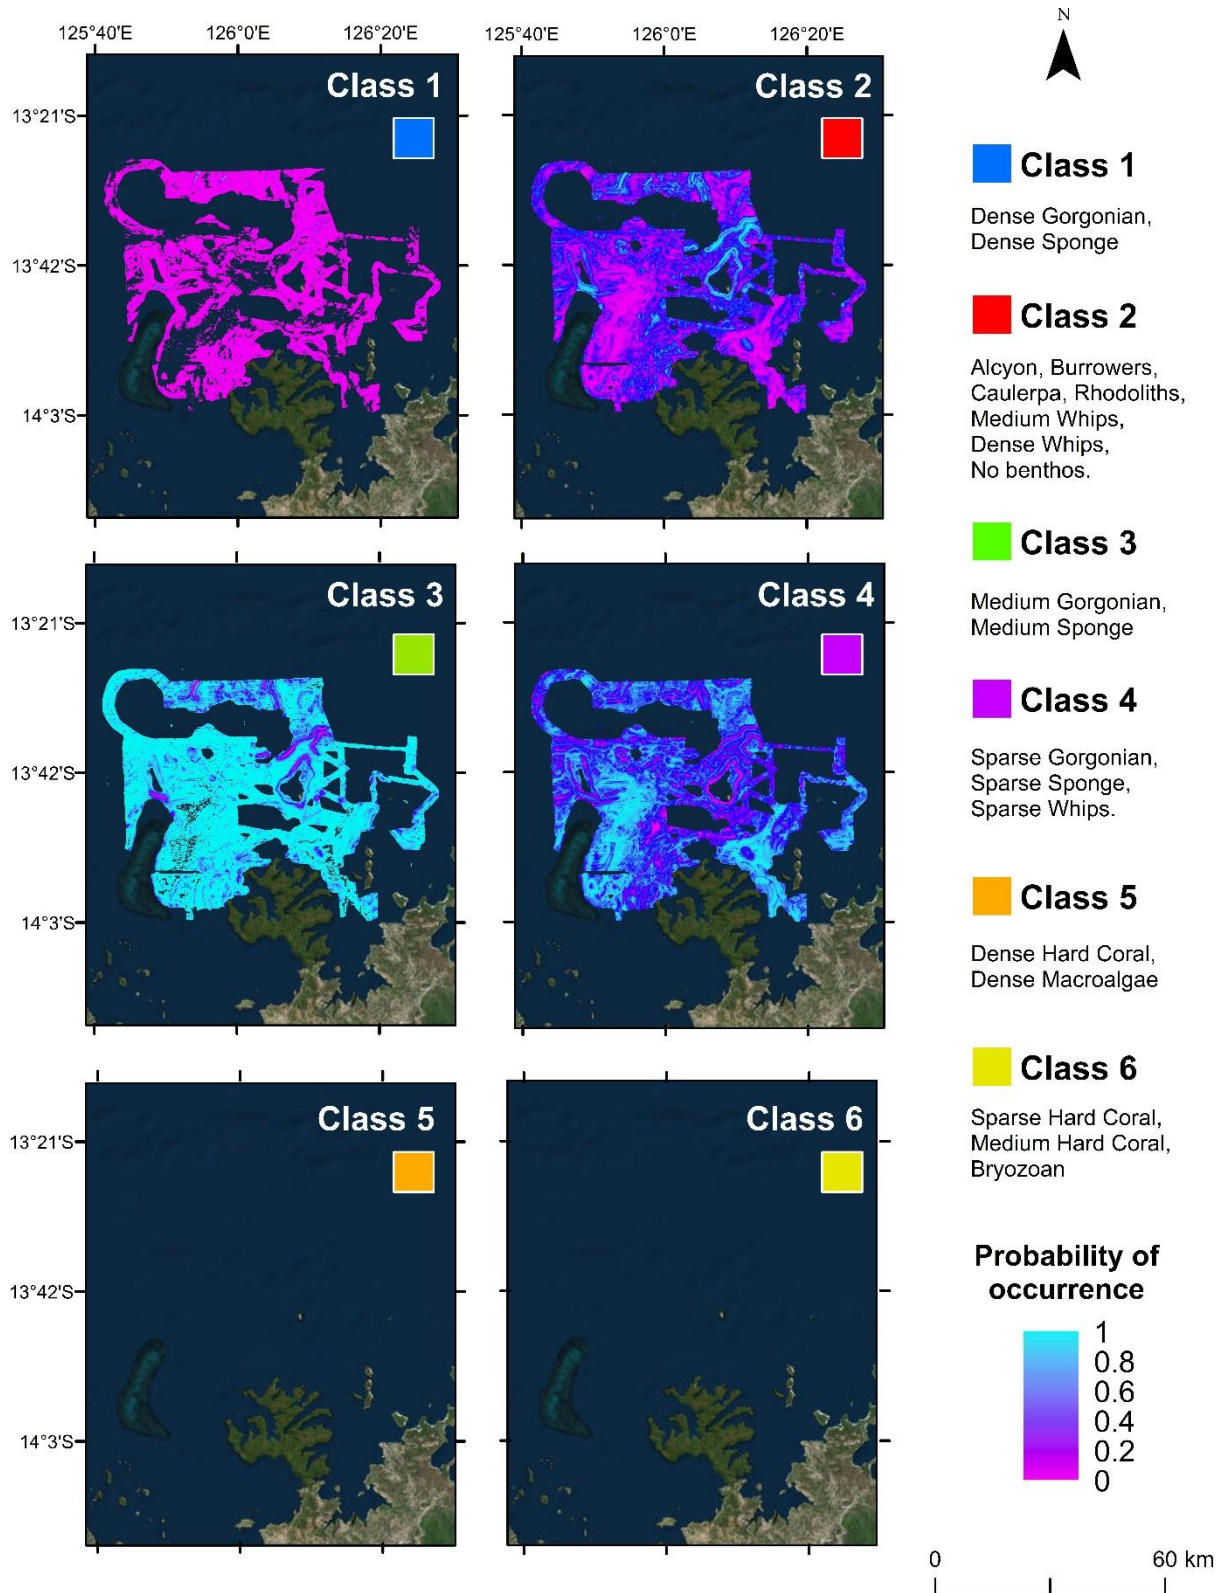 125°40'E 126°0'E 126°20'E
125°40'E 126°0'E 126°20'E
N
Class 1
Class 2
13°21'S
13°42'S
14°3'S
Class 3
Class 4
13°21'S
13°42'S
14°3'S
Class 5
Class 6
13°21'S
13°42'S
14°3'S
Class 1
Dense Gorgonian,
Dense Sponge
Class 2
Alcyon, Burrowers,
Caulerpa, Rhodoliths,
Medium Whips,
Dense Whips,
No benthos.
Class 3
Medium Gorgonian,
Medium Sponge
Class 4
Sparse Gorgonian,
Sparse Sponge,
Sparse Whips.
Class 5
Dense Hard Coral,
Dense Macroalgae
Class 6
Sparse Hard Coral,
Medium Hard Coral,
Bryozoan
Probability of
occurrence
1
0.8
0.6
0.4
0.2
0
0 60 km